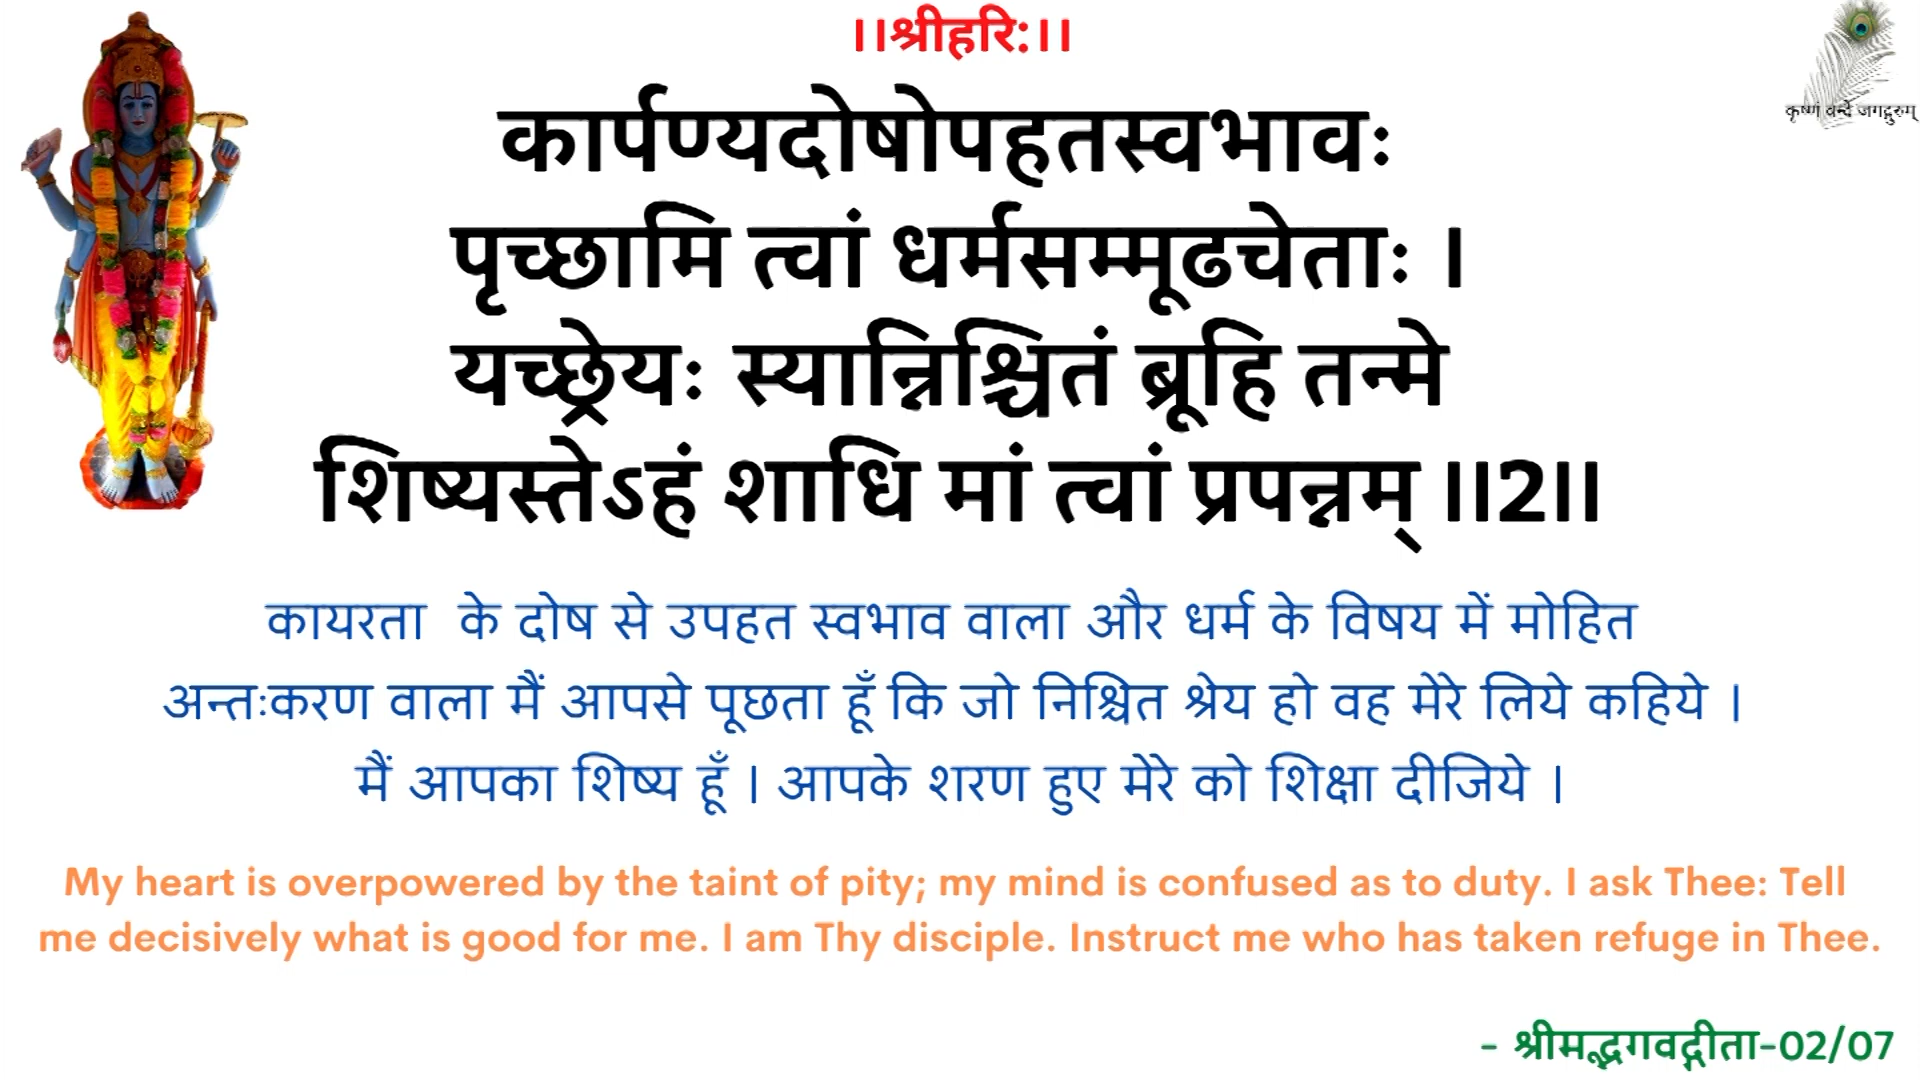 ।।श्रीहरि:।।
कृष्णं वन्दे जगद्गुरुम्
कार्पण्यदोषोपहतस्वभावः
पृच्छामि त्वां धर्मसम्मूढचेताः ।
यच्छ्रेयः स्यान्निश्चितं ब्रूहि तन्मे
शिष्यस्तेऽहं शाधि मां त्वां प्रपन्नम् ।।2।।
कायरता के दोष से उपहत स्वभाव वाला और धर्म के विषय में मोहित
अन्तःकरण वाला मैं आपसे पूछता हूँ कि जो निश्चित श्रेय हो वह मेरे लिये कहिये ।
मैं आपका शिष्य हूँ । आपके शरण हुए मेरे को शिक्षा दीजिये ।
My heart is overpowered by the taint of pity; my mind is confused as to duty. I ask Thee: Tell
me decisively what is good for me. I am Thy disciple. Instruct me who has taken refuge in Thee.
- श्रीमद्भगवद्गीता-02/07